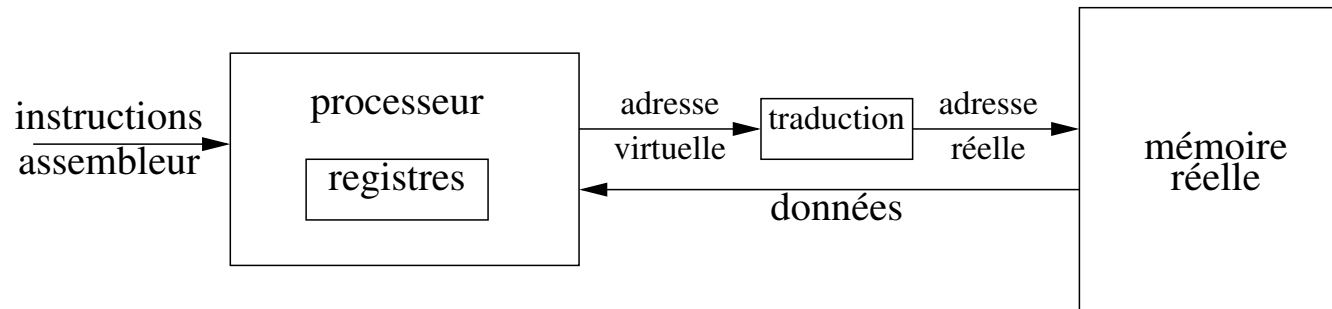 instructions
assembleur
processeur
registres
adresse
virtuelle
traduction
adresse
réelle
données
mémoire
réelle